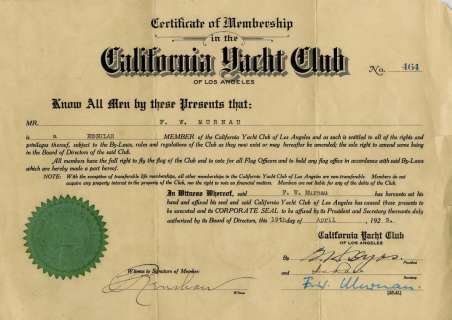 Certificate of Membership
in the
California Yacht Club
OF LOS ANGELES
No. 464
Know All Men by these Presents that:
MR. F. W. MURNAU
is a REGULAR MEMBER of the California Yacht Club of Los Angeles and as such is entitled to all of the rights and
privileges thereof, subject to the By-Laws, rules and regulations of the Club as they now exist or may hereafter be amended; the sole right to amend same being
in the Board of Directors of the said Club.
All members have the full right to fly the flag of the Club and to vote for all Flag Officers and to hold any flag office in accordance with said By-Laws
which are hereby made a part hereof.
NOTE: With the exception of transferable life memberships, all other memberships in the California Yacht Club of Los Angeles are non-transferable. Members do not
acquire any property interest in the property of the Club, nor the right to vote on financial matters. Members are not liable for any of the debts of the Club.
In Witness Whereof, said F. W. Murnau has hereunto set his
hand and affixed his seal and said California Yacht Club of Los Angeles has caused these presents to
be executed and its CORPORATE SEAL to be affixed by its President and Secretary thereunto duly
authorized by its Board of Directors, this day of April, 192
California Yacht Club
OF LOS ANGELES
By
President
Witness to Signature of Member: and
Secretary
Witness
F.W. Murnau